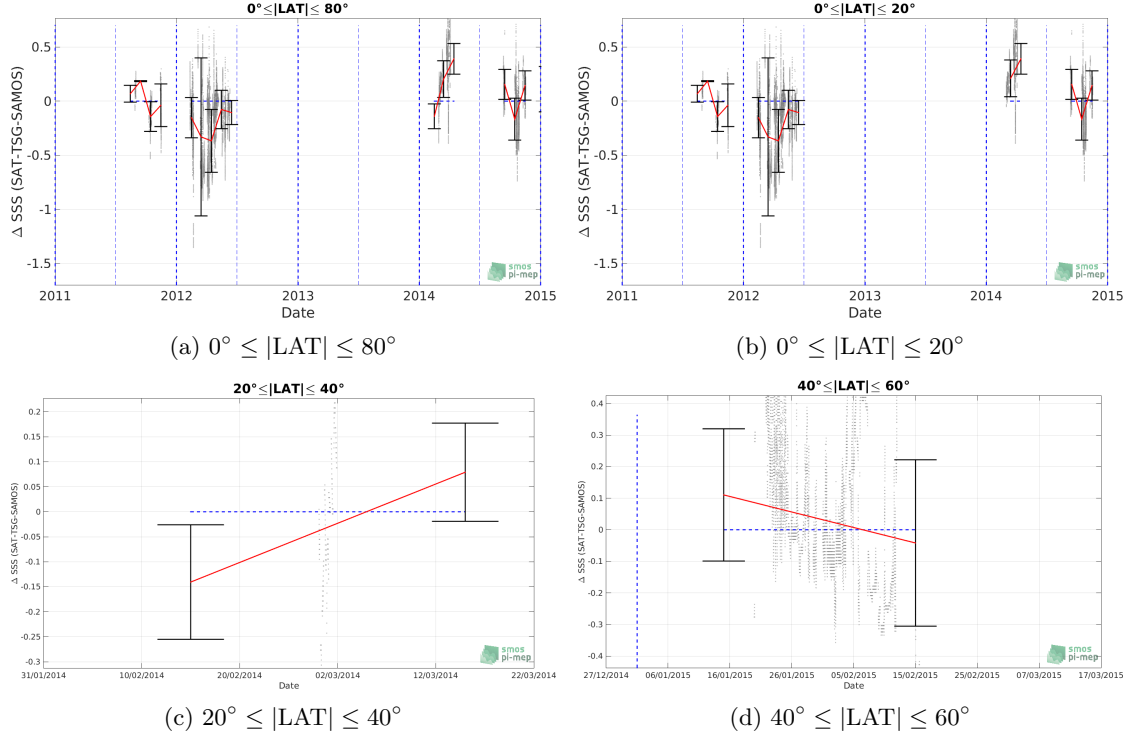 0°≤|LAT|≤ 80°
Δ SSS (SAT-TSG-SAMOS)
0.5
0
-0.5
-1
-1.5
2011 2012 2013 2014 2015
Date
smos
pi-mep
(a) 0° ≤ |LAT| ≤ 80°
0°≤|LAT|≤ 20°
Δ SSS (SAT-TSG-SAMOS)
0.5
0
-0.5
-1
-1.5
2011 2012 2013 2014 2015
Date
smos
pi-mep
(b) 0° ≤ |LAT| ≤ 20°
20°≤|LAT|≤ 40°
Δ SSS (SAT-TSG-SAMOS)
0.2
0.15
0.1
0.05
0
-0.05
-0.1
-0.15
-0.2
-0.25
-0.3
31/01/2014 10/02/2014 20/02/2014 02/03/2014 12/03/2014 22/03/2014
Date
smos
pi-mep
(c) 20° ≤ |LAT| ≤ 40°
40°≤|LAT|≤ 60°
Δ SSS (SAT-TSG-SAMOS)
0.4
0.3
0.2
0.1
0
-0.1
-0.2
-0.3
-0.4
27/12/2014 06/01/2015 16/01/2015 26/01/2015 05/02/2015 15/02/2015 25/02/2015 07/03/2015 17/03/2015
Date
smos
pi-mep
(d) 40° ≤ |LAT| ≤ 60°